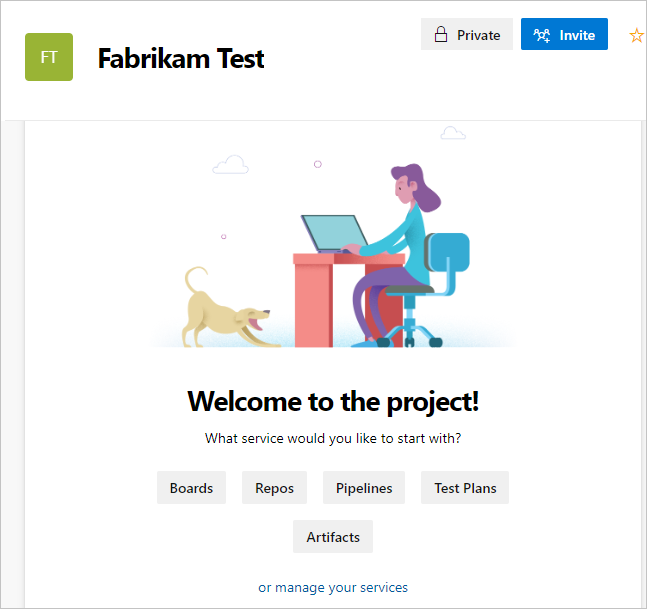 FT
Fabrikam Test
Private
Invite
Welcome to the project!
What service would you like to start with?
Boards
Repos
Pipelines
Test Plans
Artifacts
or manage your services